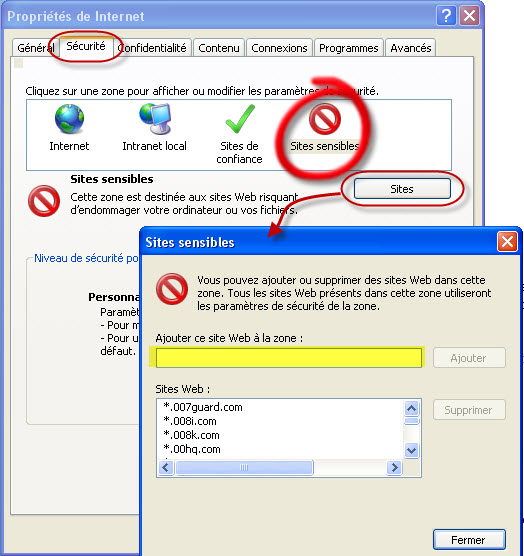 Propriétés de Internet
Général Sécurité Confidentialité Contenu Connexions Programmes Avancés
Cliquez sur une zone pour afficher ou modifier les paramètres de sécurité.
Internet
Intranet local
Sites de
confiance
Sites sensibles
Sites sensibles
Cette zone est destinée aux sites Web risquant
d'endommager votre ordinateur ou vos fichiers.
Sites
Niveau de sécurité po
Personna
Paramèt
- Pour m
- Pour u
défaut.
Sites sensibles
Vous pouvez ajouter ou supprimer des sites Web dans cette
zone. Tous les sites Web présents dans cette zone utiliseront
les paramètres de sécurité de la zone.
Ajouter ce site Web à la zone :
Ajouter
Sites Web :
*.007guard.com
*.008i.com
*.008k.com
*.00hq.com
Supprimer
Fermer